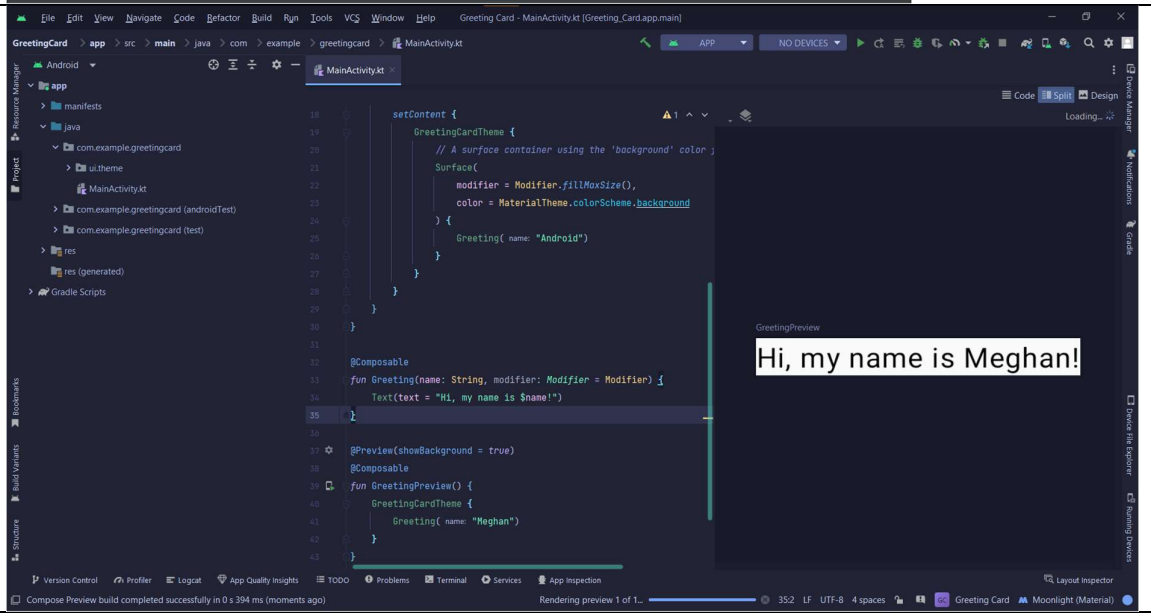 File Edit View Navigate Code Refactor Build Run Tools VCS Window Help Greeting Card - MainActivity.kt [Greeting_Card.app.main]
GreetingCard app src main java com example greetingcard MainActivity.kt APP NO DEVICES
Android
MainActivity.kt
Code Split Design
Loading...
app
manifests
java
com.example.greetingcard
ui.theme
MainActivity.kt
com.example.greetingcard (androidTest)
com.example.greetingcard (test)
res
res (generated)
Gradle Scripts
18 setContent {
1
19 GreetingCardTheme {
20 // A surface container using the 'background' color
21 Surface(
22 modifier = Modifier.fillMaxSize(),
23 color = MaterialTheme.colorScheme.background
24 ) {
25 Greeting( name: "Android")
26 }
27 }
28 }
29 }
30 }
31
32 @Composable
33 fun Greeting(name: String, modifier: Modifier = Modifier) {
34 Text(text = "Hi, my name is $name!")
35 }
36
37 @Preview(showBackground = true)
38 @Composable
39 fun GreetingPreview() {
40 GreetingCardTheme {
41 Greeting( name: "Meghan")
42 }
43 }
GreetingPreview
Hi, my name is Meghan!
Resource Manager
Project
Bookmarks
Build Variants
Structure
Device Manager
Notifications
Gradle
Device File Explorer
Running Devices
Version Control Profiler Logcat App Quality Insights TODO Problems Terminal Services App Inspection Layout Inspector
Compose Preview build completed successfully in 0 s 394 ms (moments ago) Rendering preview 1 of 1... 35:2 LF UTF-8 4 spaces GC Greeting Card Moonlight (Material)